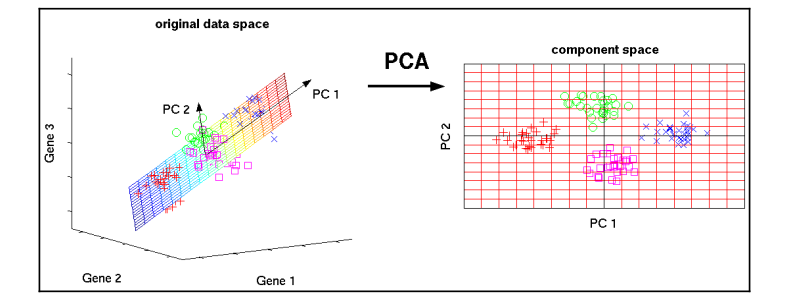 original data space
PCA
component space
PC 2
PC 1
Gene 3
Gene 2
Gene 1
PC 2
PC 1